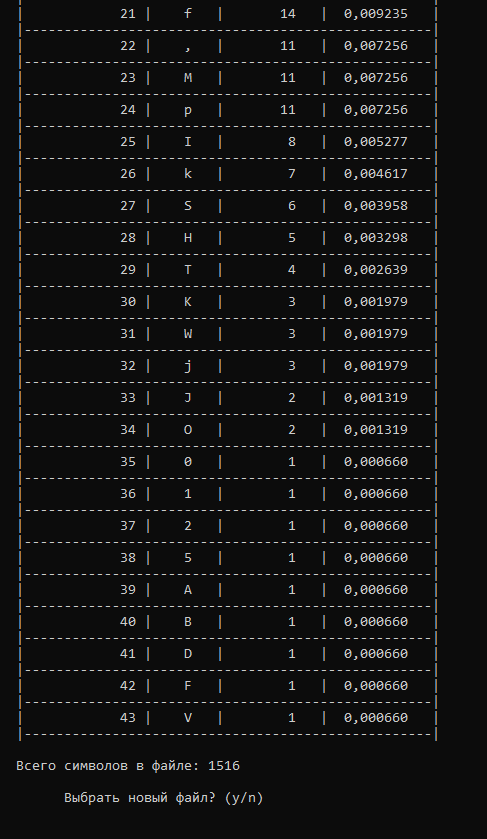 |            21 |    f   |       14   |  0,009235   |
|---------------------------------------------------|
|            22 |    ,   |       11   |  0,007256   |
|---------------------------------------------------|
|            23 |    M   |       11   |  0,007256   |
|---------------------------------------------------|
|            24 |    p   |       11   |  0,007256   |
|---------------------------------------------------|
|            25 |    I   |        8   |  0,005277   |
|---------------------------------------------------|
|            26 |    k   |        7   |  0,004617   |
|---------------------------------------------------|
|            27 |    S   |        6   |  0,003958   |
|---------------------------------------------------|
|            28 |    H   |        5   |  0,003298   |
|---------------------------------------------------|
|            29 |    T   |        4   |  0,002639   |
|---------------------------------------------------|
|            30 |    K   |        3   |  0,001979   |
|---------------------------------------------------|
|            31 |    W   |        3   |  0,001979   |
|---------------------------------------------------|
|            32 |    j   |        3   |  0,001979   |
|---------------------------------------------------|
|            33 |    J   |        2   |  0,001319   |
|---------------------------------------------------|
|            34 |    O   |        2   |  0,001319   |
|---------------------------------------------------|
|            35 |    0   |        1   |  0,000660   |
|---------------------------------------------------|
|            36 |    1   |        1   |  0,000660   |
|---------------------------------------------------|
|            37 |    2   |        1   |  0,000660   |
|---------------------------------------------------|
|            38 |    5   |        1   |  0,000660   |
|---------------------------------------------------|
|            39 |    A   |        1   |  0,000660   |
|---------------------------------------------------|
|            40 |    B   |        1   |  0,000660   |
|---------------------------------------------------|
|            41 |    D   |        1   |  0,000660   |
|---------------------------------------------------|
|            42 |    F   |        1   |  0,000660   |
|---------------------------------------------------|
|            43 |    V   |        1   |  0,000660   |
|---------------------------------------------------|
Всего символов в файле: 1516
Выбрать новый файл? (y/n)